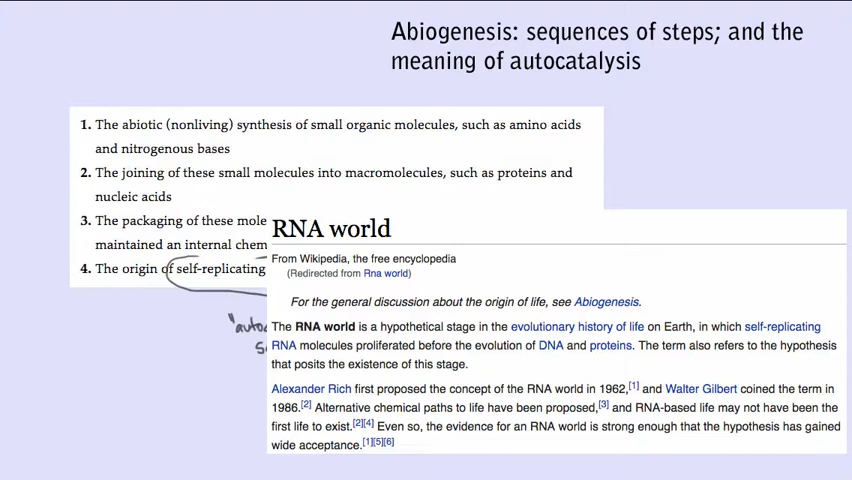 Abiogenesis: sequences of steps; and the
meaning of autocatalysis
1. The abiotic (nonliving) synthesis of small organic molecules, such as amino acids
and nitrogenous bases
2. The joining of these small molecules into macromolecules, such as proteins and
nucleic acids
3. The packaging of these mole
maintained an internal chem
4. The origin of self-replicating
"auto
RNA world
From Wikipedia, the free encyclopedia
(Redirected from Rna world)
For the general discussion about the origin of life, see Abiogenesis.
The RNA world is a hypothetical stage in the evolutionary history of life on Earth, in which self-replicating
RNA molecules proliferated before the evolution of DNA and proteins. The term also refers to the hypothesis
that posits the existence of this stage.
Alexander Rich first proposed the concept of the RNA world in 1962,[1] and Walter Gilbert coined the term in
1986.[2] Alternative chemical paths to life have been proposed,[3] and RNA-based life may not have been the
first life to exist.[2][4] Even so, the evidence for an RNA world is strong enough that the hypothesis has gained
wide acceptance.[1][5][6]